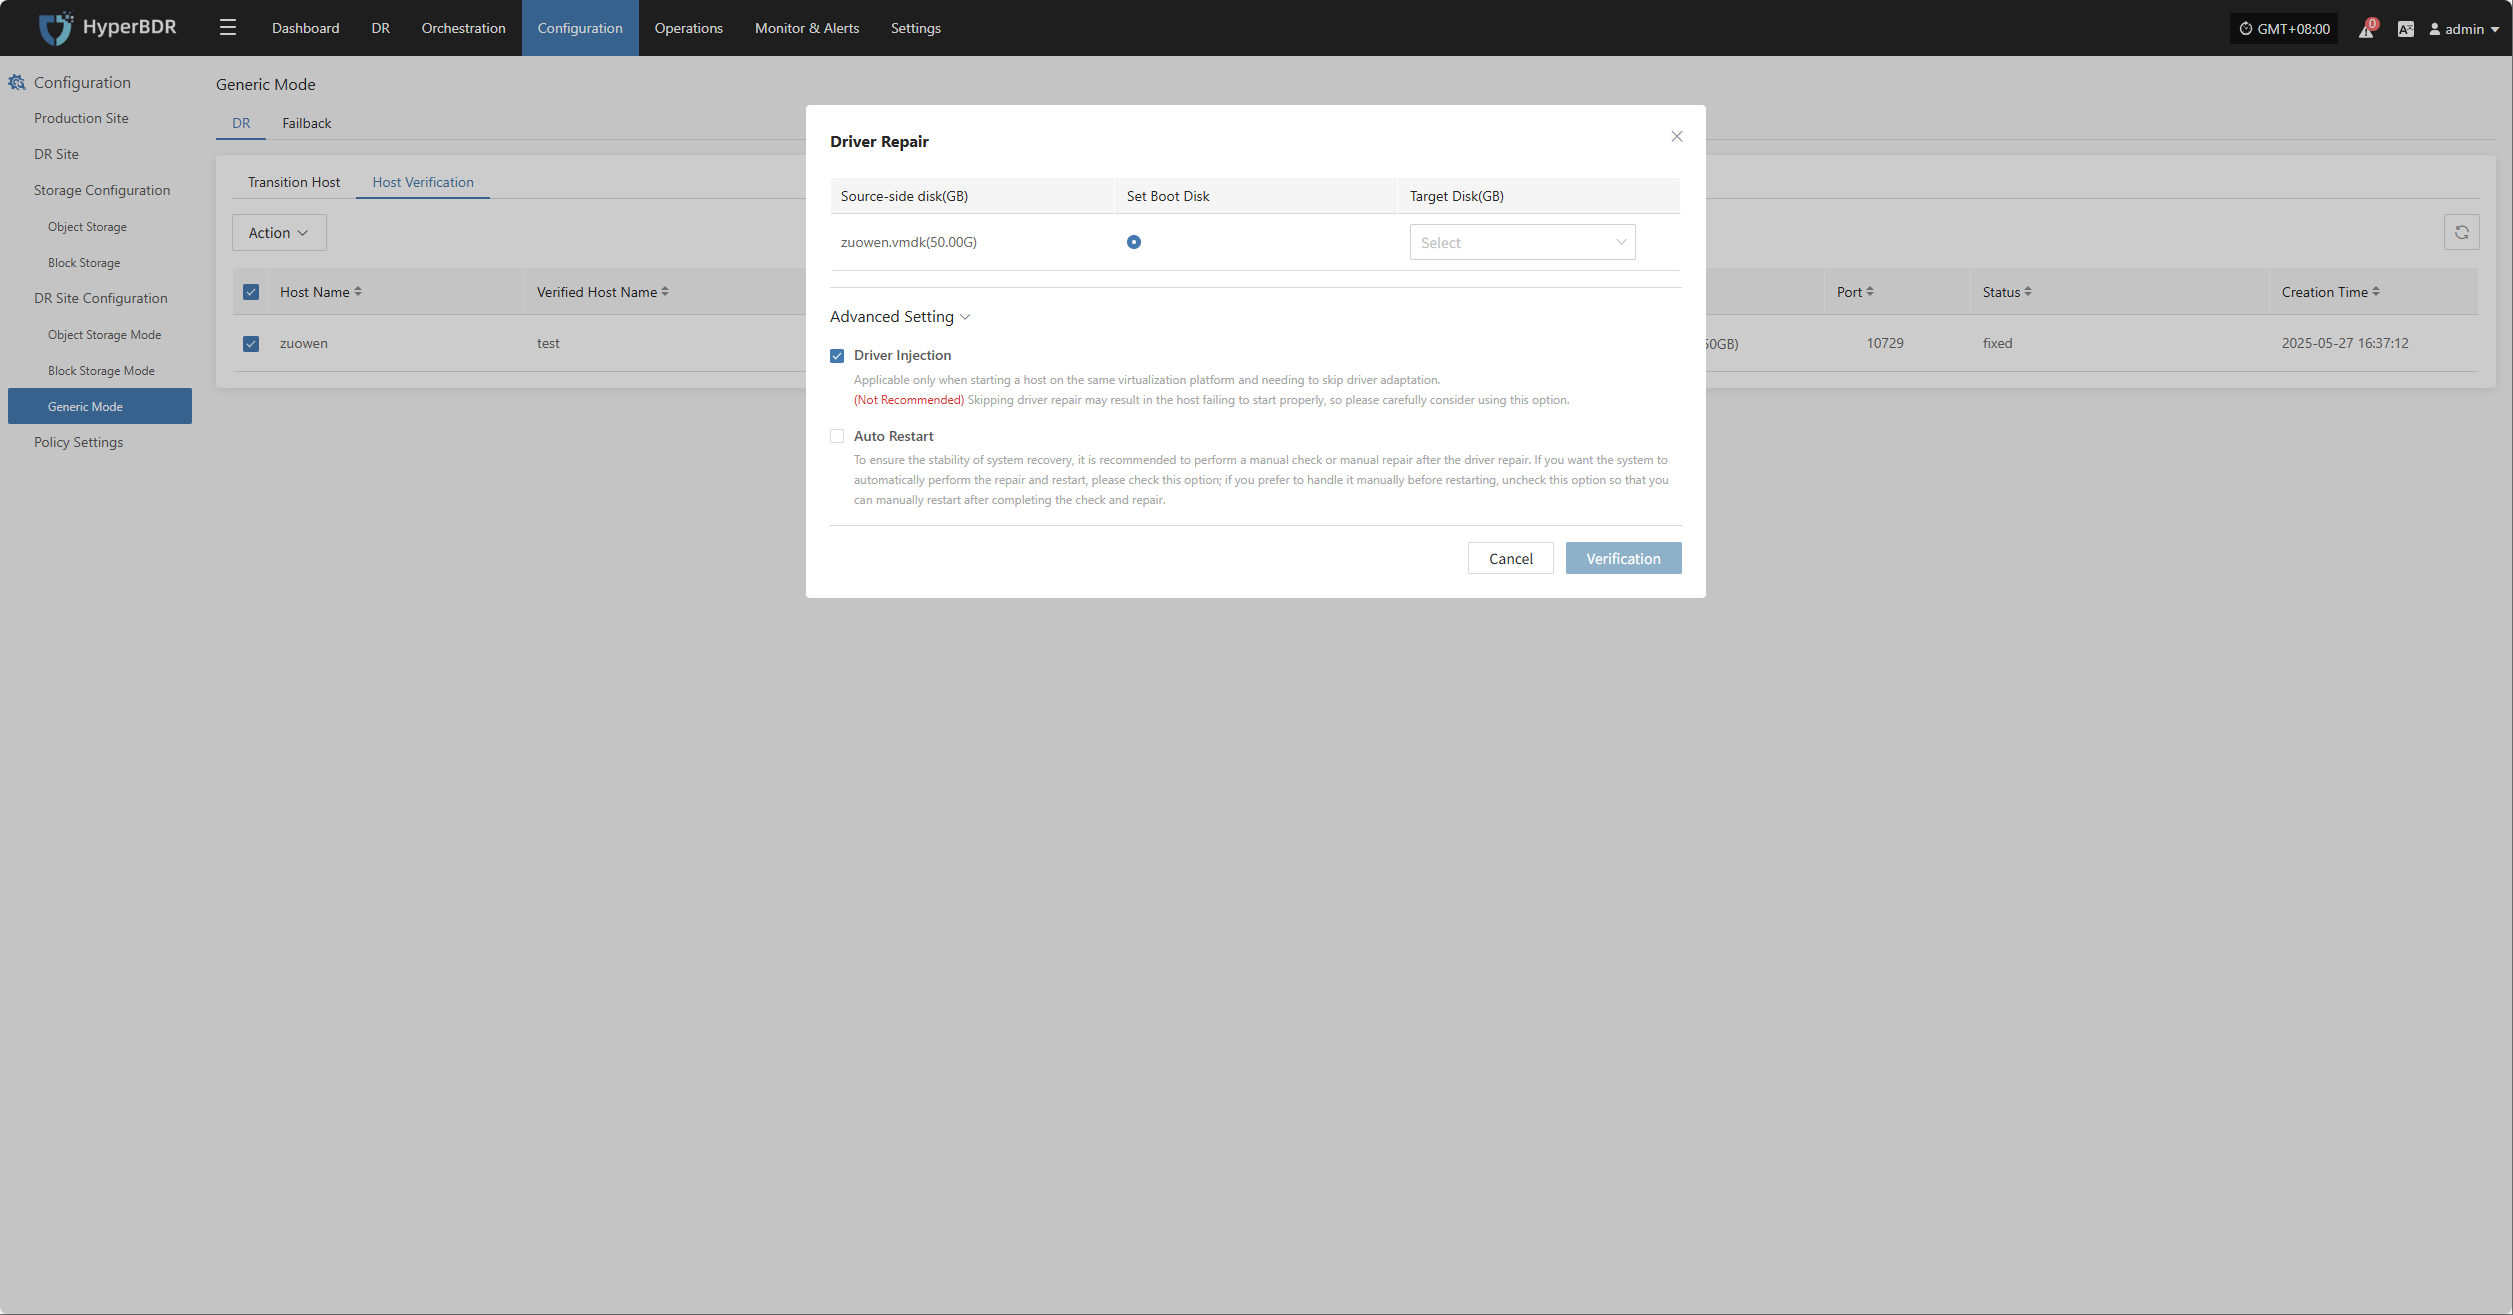 HyperBDR
Dashboard
DR
Orchestration
Configuration
Operations
Monitor & Alerts
Settings
GMT+08:00
0
admin
Configuration
Production Site
DR Site
Storage Configuration
Object Storage
Block Storage
DR Site Configuration
Object Storage Mode
Block Storage Mode
Generic Mode
Policy Settings
Generic Mode
DR
Failback
Transition Host
Host Verification
Action
Host Name
Verified Host Name
Port
Status
Creation Time
zuowen
test
50GB)
10729
fixed
2025-05-27 16:37:12
Driver Repair
Source-side disk(GB)
Set Boot Disk
Target Disk(GB)
zuowen.vmdk(50.00G)
Select
Advanced Setting
Driver Injection
Applicable only when starting a host on the same virtualization platform and needing to skip driver adaptation.
(Not Recommended) Skipping driver repair may result in the host failing to start properly, so please carefully consider using this option.
Auto Restart
To ensure the stability of system recovery, it is recommended to perform a manual check or manual repair after the driver repair. If you want the system to
automatically perform the repair and restart, please check this option; if you prefer to handle it manually before restarting, uncheck this option so that you
can manually restart after completing the check and repair.
Cancel
Verification